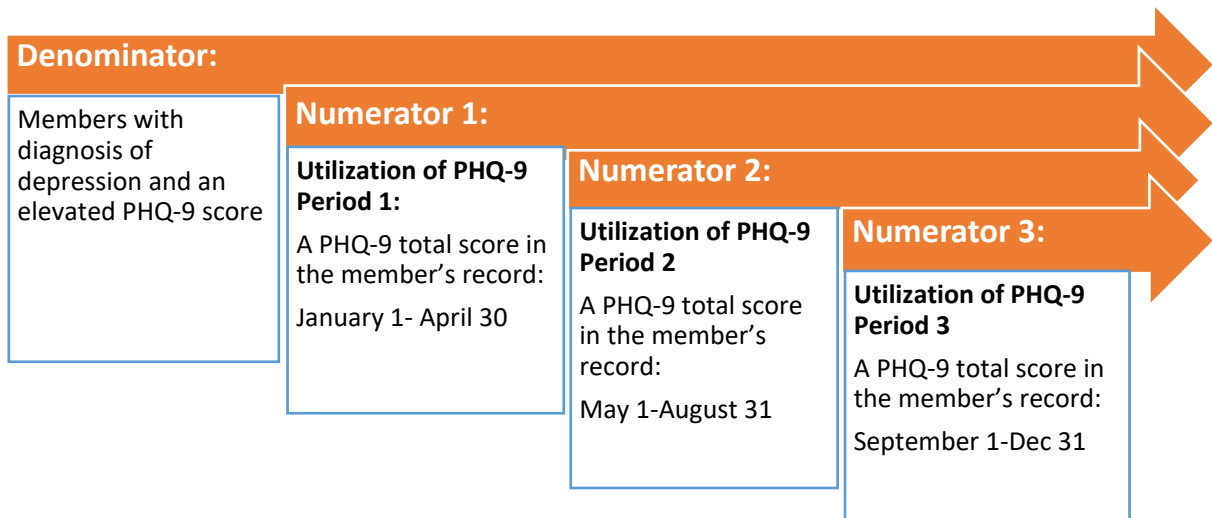 Denominator:
Members with
diagnosis of
depression and an
elevated PHQ-9 score
Numerator 1:
Utilization of PHQ-9
Period 1:
A PHQ-9 total score in
the member’s record:
January 1- April 30
Numerator 2:
Utilization of PHQ-9
Period 2
A PHQ-9 total score
in the member’s
record:
May 1-August 31
Numerator 3:
Utilization of PHQ-9
Period 3
A PHQ-9 total score in
the member’s record:
September 1-Dec 31